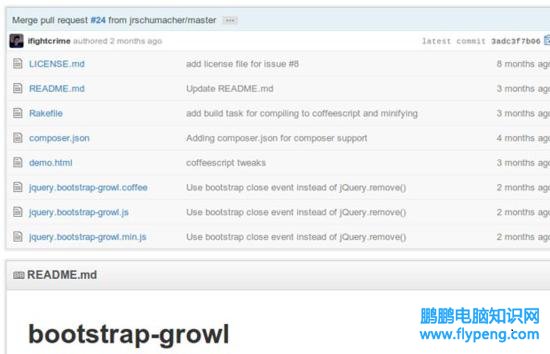 Merge pull request #24 from jrschumacher/master ...
ifightcrime authored 2 months ago latest commit 3adc3f7b06
LICENSE.md add license file for issue #8 8 months ago
README.md Update README.md 3 months ago
Rakefile add build task for compiling to coffeescript and minifying 3 months ago
composer.json Adding composer.json for composer support 4 months ago
demo.html coffeescript tweaks 3 months ago
jquery.bootstrap-growl.coffee Use bootstrap close event instead of jQuery.remove() 2 months ago
jquery.bootstrap-growl.js Use bootstrap close event instead of jQuery.remove() 2 months ago
jquery.bootstrap-growl.min.js Use bootstrap close event instead of jQuery.remove() 2 months ago
README.md
bootstrap-growl
鹏鹏电脑知识网
www.flypeng.com